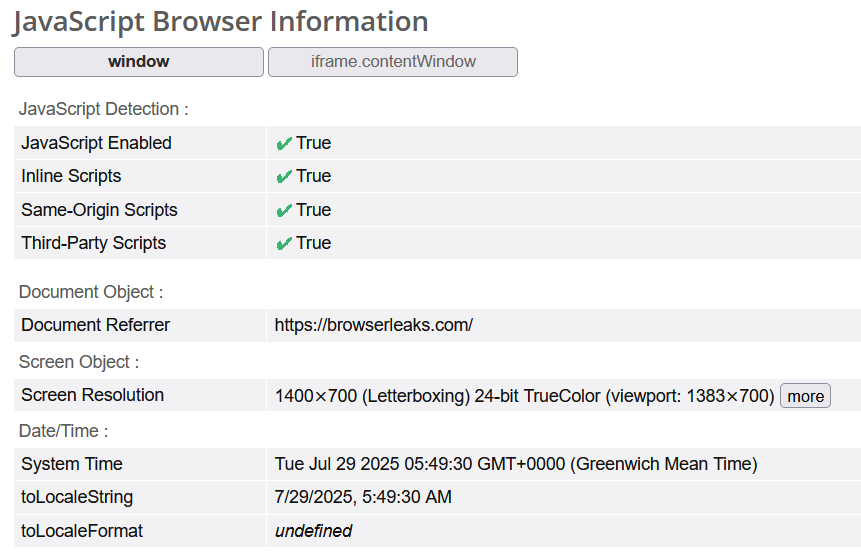 JavaScript Browser Information
window iframe.contentWindow
JavaScript Detection :
JavaScript Enabled ✔ True
Inline Scripts ✔ True
Same-Origin Scripts ✔ True
Third-Party Scripts ✔ True
Document Object :
Document Referrer https://browserleaks.com/
Screen Object :
Screen Resolution 1400×700 (Letterboxing) 24-bit TrueColor (viewport: 1383×700) more
Date/Time :
System Time Tue Jul 29 2025 05:49:30 GMT+0000 (Greenwich Mean Time)
toLocaleString 7/29/2025, 5:49:30 AM
toLocaleFormat undefined